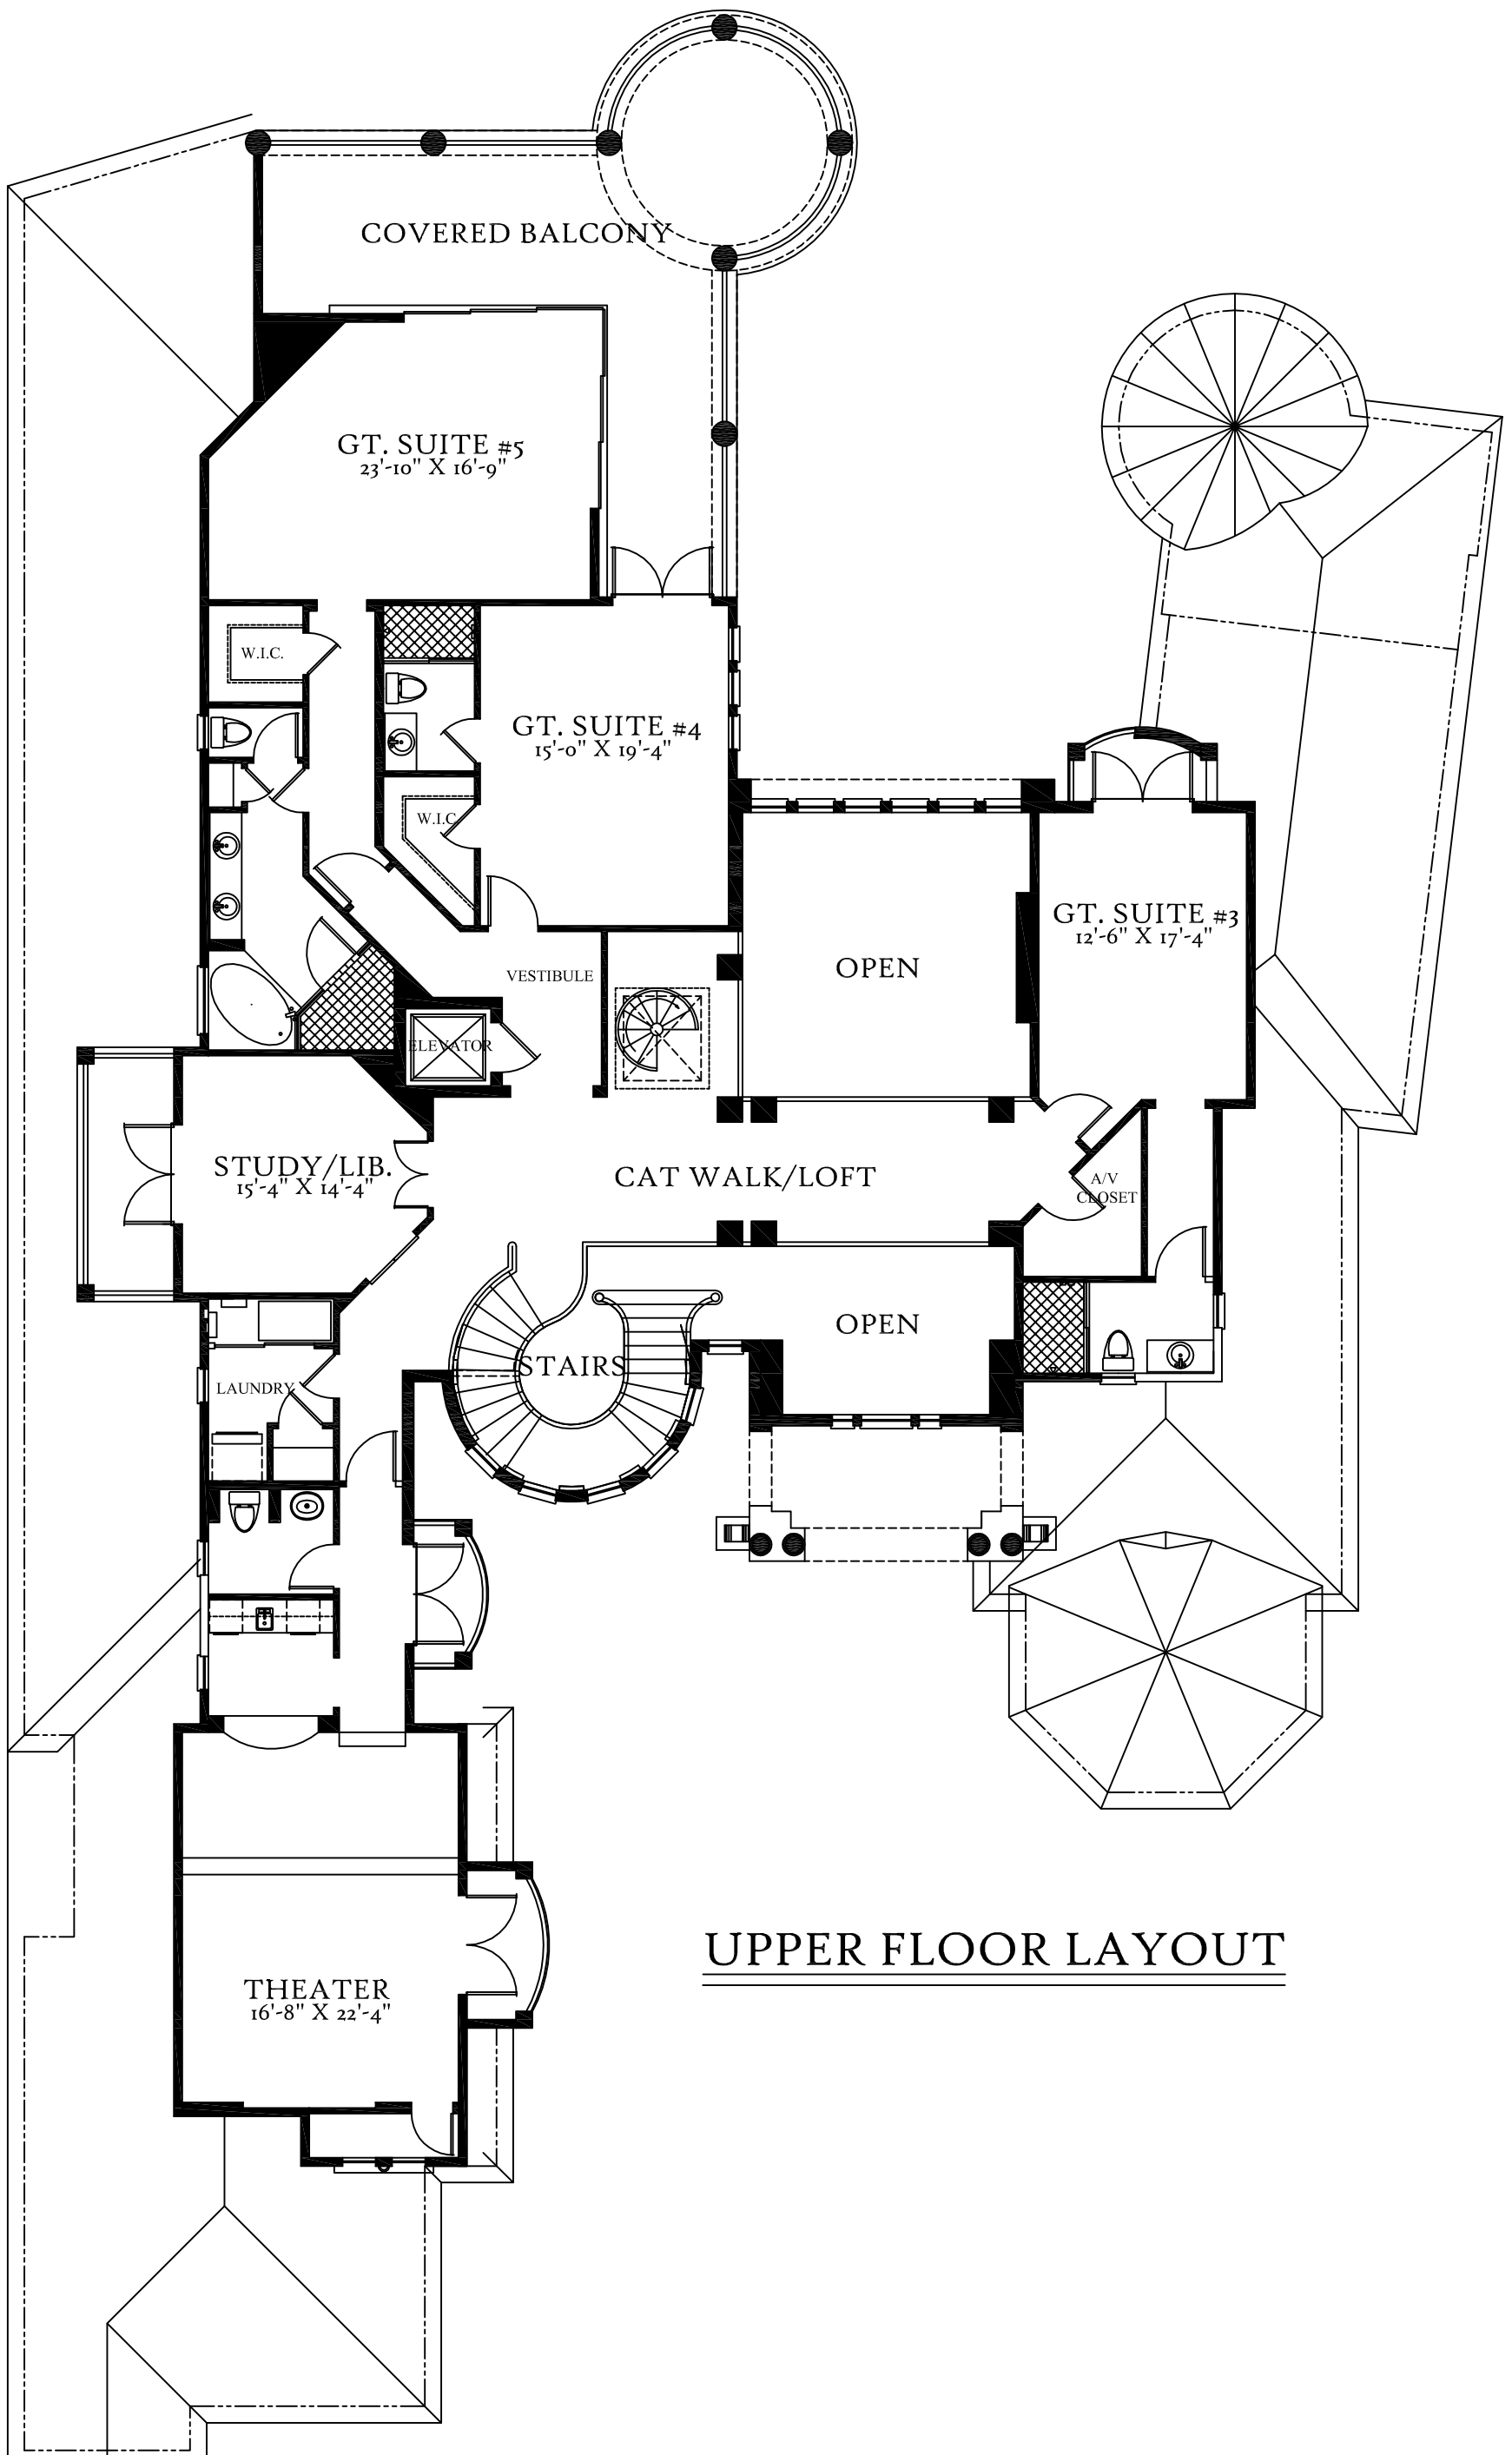 COVERED BALCONY
GT. SUITE #5
23'-10" X 16'-9"
W.I.C.
GT. SUITE #4
15'-0" X 19'-4"
W.I.C.
GT. SUITE #3
12'-6" X 17'-4"
OPEN
VESTIBULE
ELEVATOR
STUDY/LIB.
15'-4" X 14'-4"
CAT WALK/LOFT
A/V
CLOSET
OPEN
STAIRS
LAUNDRY
UPPER FLOOR LAYOUT
THEATER
16'-8" X 22'-4"